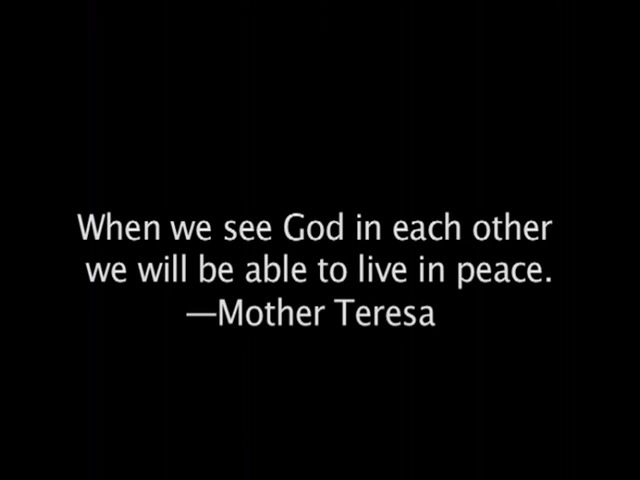 When we see God in each other
we will be able to live in peace.
—Mother Teresa